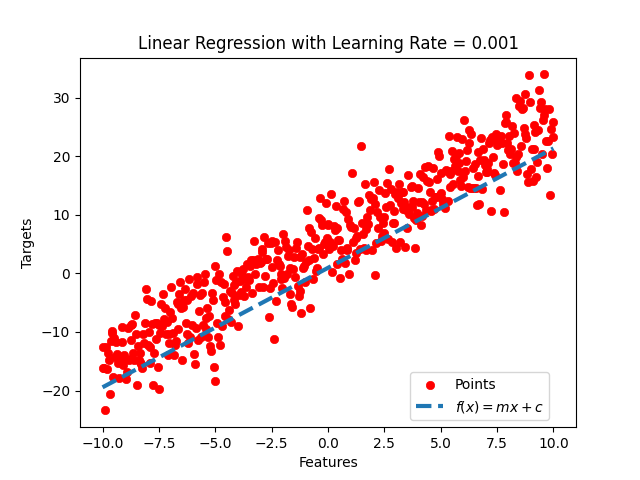 Linear Regression with Learning Rate = 0.001
30
20
10
0
−10
−20
Targets
−10.0 −7.5 −5.0 −2.5 0.0 2.5 5.0 7.5 10.0
Features
Points
f(x) = mx + c